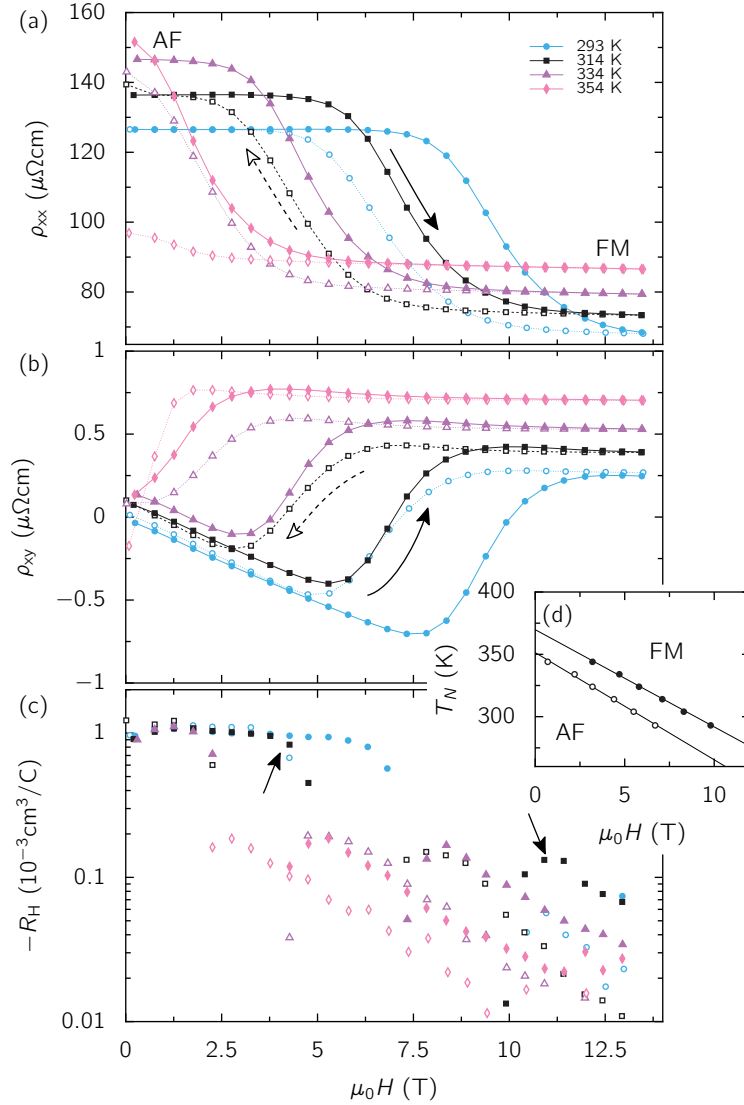 (a)
160
140
120
100
80
ρxx (μΩcm)
AF
FM
293 K
314 K
334 K
354 K
(b)
1
0.5
0
−0.5
−1
ρxy (μΩcm)
(c)
1
0.1
0.01
−RH (10⁻³cm³/C)
0
2.5
5
7.5
10
12.5
μ0H (T)
(d)
400
350
300
TN (K)
FM
AF
0
5
10
μ0H (T)